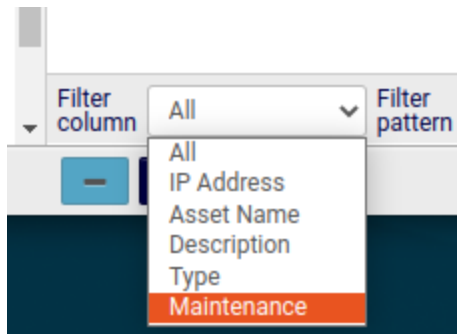 Filter
column
All
Filter
pattern
All
IP Address
Asset Name
Description
Type
Maintenance